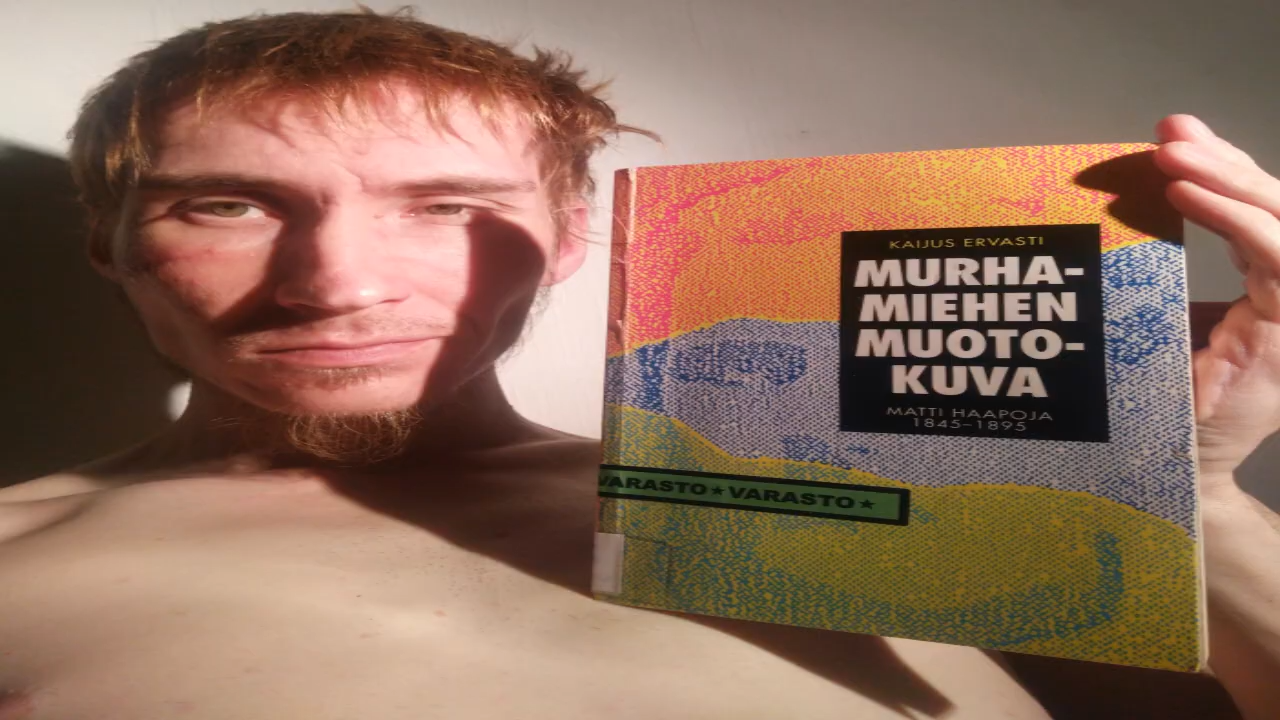 KAIJUS ERVASTI
MURHA-
MIEHEN
MUOTO-
KUVA
MATTI HAAPOJA
1845–1895
VARASTO★VARASTO★